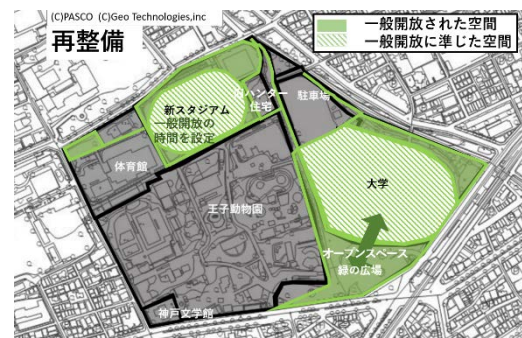 (C)PASCO (C)Geo Technologies,inc
再整備
一般開放された空間
一般開放に準じた空間
新スタジアム
一般開放の
時間を設定
旧ハンター
住宅
駐車場
体育館
大学
王子動物園
オープンスペース
緑の広場
神戸文学館